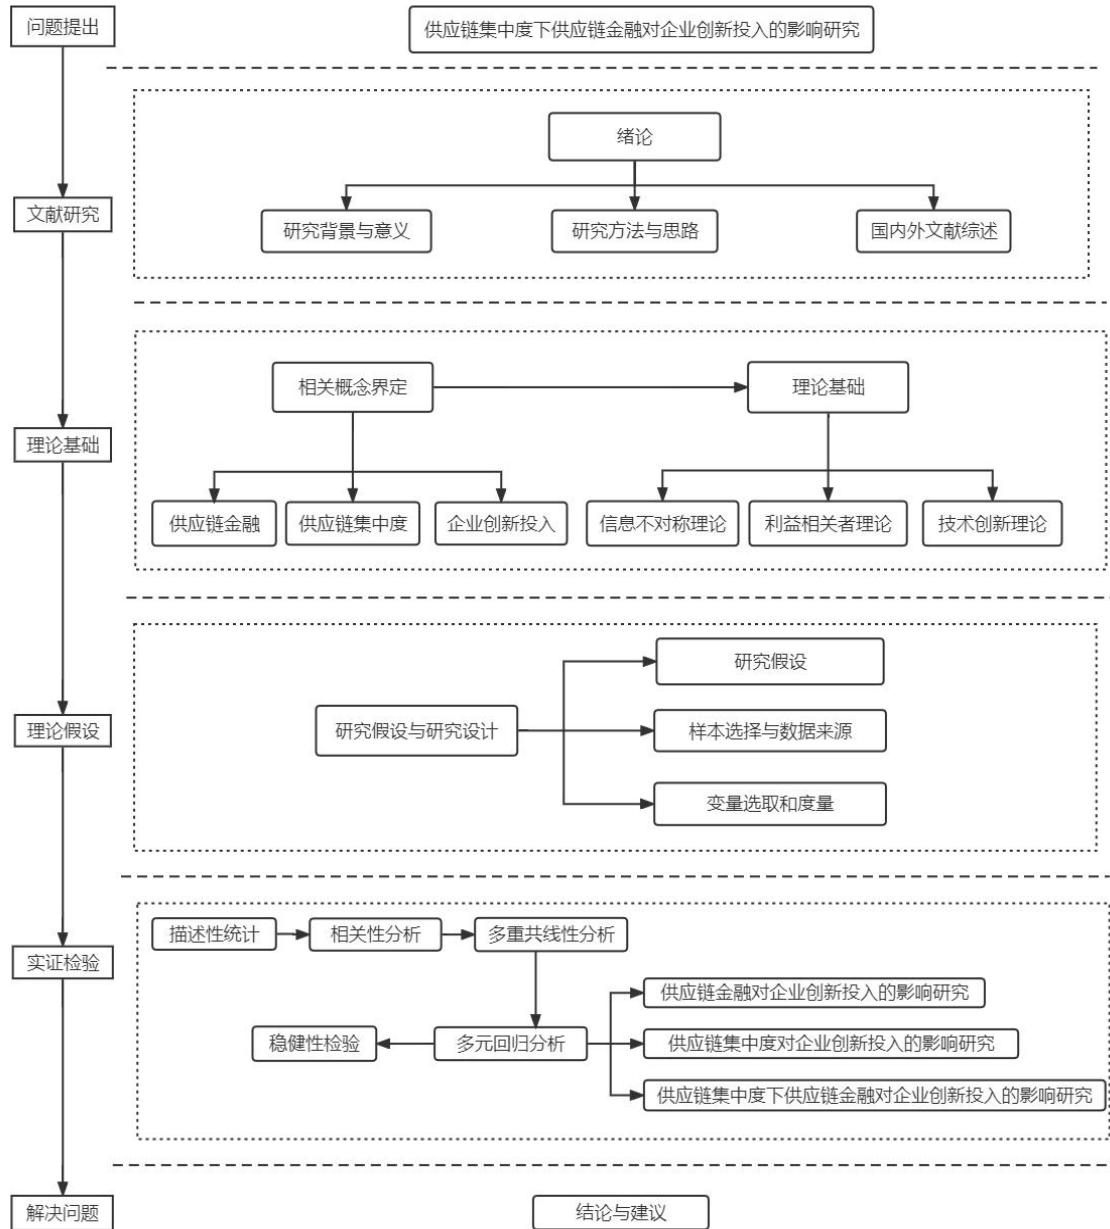 问题提出
供应链集中度下供应链金融对企业创新投入的影响研究
绪论
文献研究
研究背景与意义
研究方法与思路
国内外文献综述
相关概念界定
理论基础
理论基础
供应链金融
供应链集中度
企业创新投入
信息不对称理论
利益相关者理论
技术创新理论
理论假设
研究假设与研究设计
研究假设
样本选择与数据来源
变量选取和度量
实证检验
描述性统计
相关性分析
多重共线性分析
稳健性检验
多元回归分析
供应链金融对企业创新投入的影响研究
供应链集中度对企业创新投入的影响研究
供应链集中度下供应链金融对企业创新投入的影响研究
解决问题
结论与建议